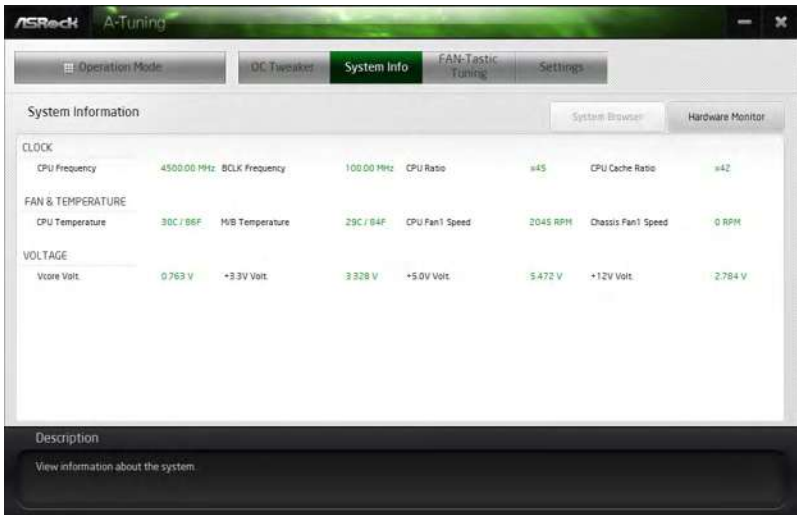 ASRock A-Tuning
Operation Mode OC Tweaker System Info FAN-Tastic Tuning Settings
System Information System Browser Hardware Monitor
CLOCK
CPU Frequency 4500.00 MHz BCLK Frequency 100.00 MHz CPU Ratio x45 CPU Cache Ratio x42
FAN & TEMPERATURE
CPU Temperature 30C / 86F M/B Temperature 29C / 84F CPU Fan1 Speed 2045 RPM Chassis Fan1 Speed 0 RPM
VOLTAGE
Vcore Volt. 0.763 V +3.3V Volt. 3.328 V +5.0V Volt. 5.472 V +12V Volt. 2.784 V
Description
View information about the system.